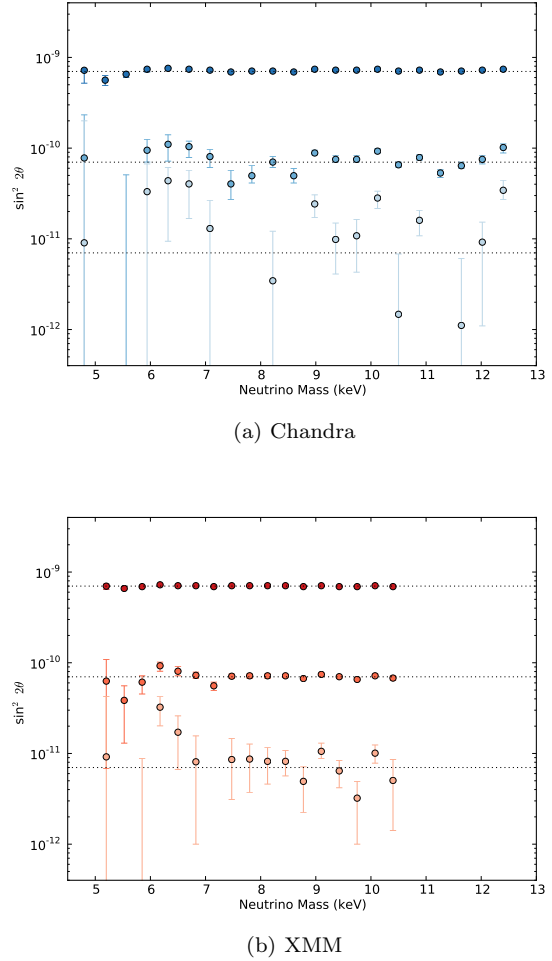 10⁻⁹
10⁻¹⁰
10⁻¹¹
10⁻¹²
sin² 2θ
5 6 7 8 9 10 11 12 13
Neutrino Mass (keV)
(a) Chandra
10⁻⁹
10⁻¹⁰
10⁻¹¹
10⁻¹²
sin² 2θ
5 6 7 8 9 10 11 12 13
Neutrino Mass (keV)
(b) XMM